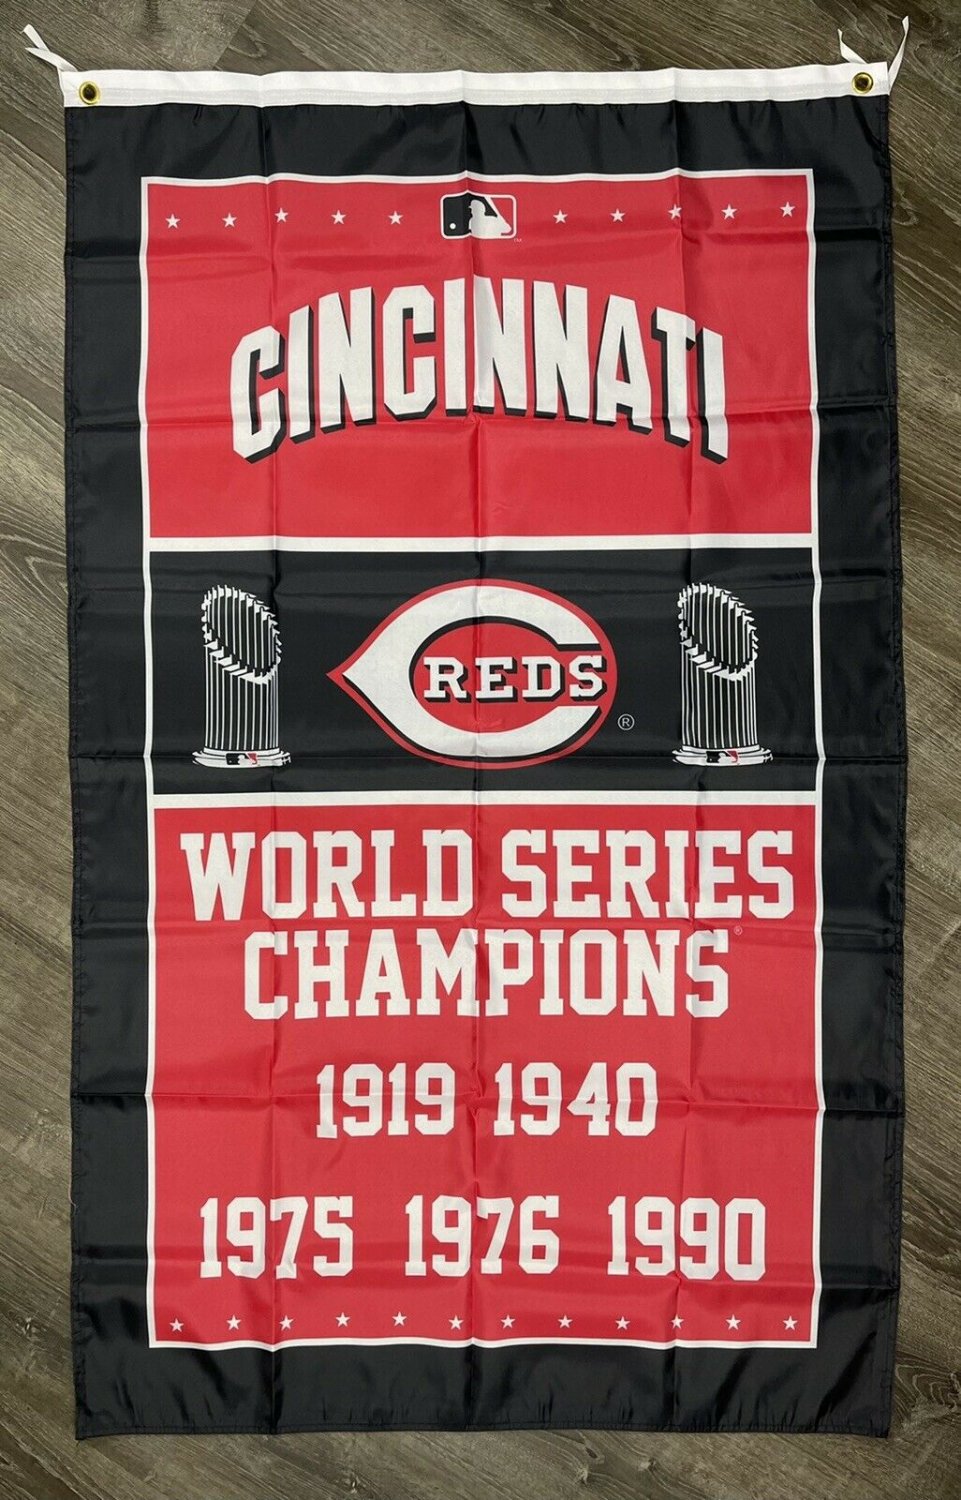 CINCINNATI
REDS
®
WORLD SERIES
CHAMPIONS®
1919 1940
1975 1976 1990